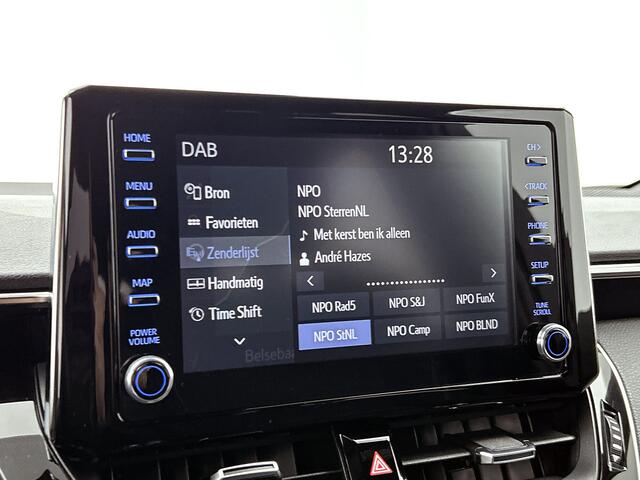 HOME
MENU
AUDIO
MAP
POWER
VOLUME
DAB
13:28
Bron
Favorieten
Zenderlijst
Handmatig
Time Shift
NPO
NPO SterrenNL
Met kerst ben ik alleen
André Hazes
NPO Rad5
NPO S&J
NPO FunX
NPO StNL
NPO Camp
NPO BLND
CH >
< TRACK
PHONE
SETUP
TUNE
SCROLL